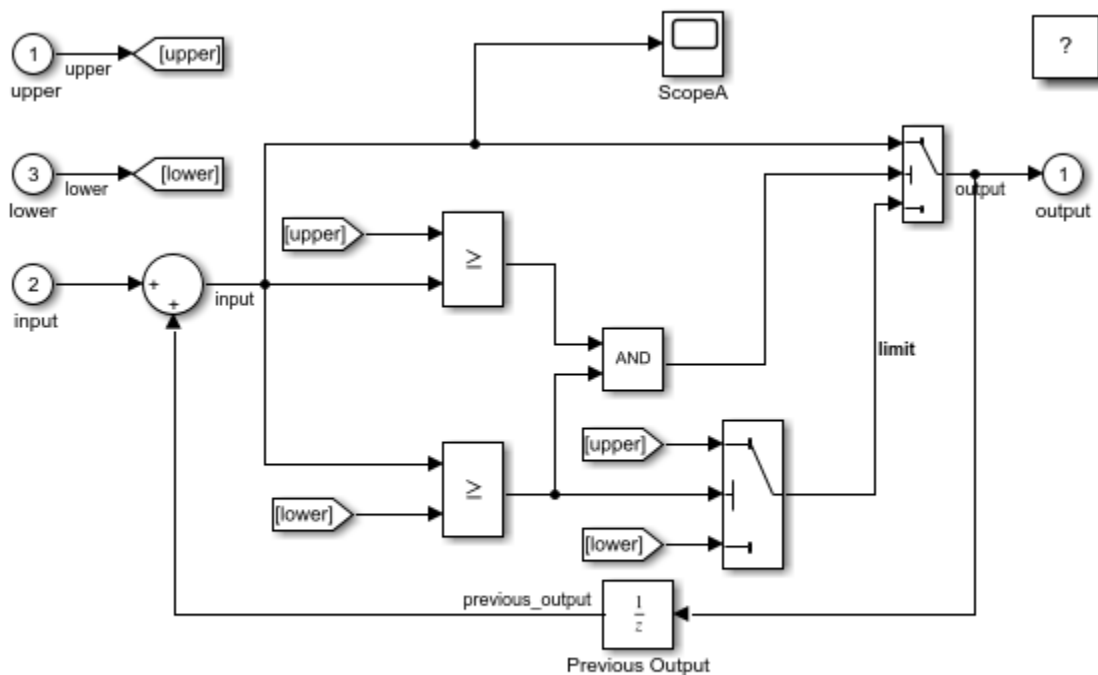 1
upper
upper
[upper]
ScopeA
?
3
lower
lower
[lower]
[upper]
≥
output
1
output
2
input
+
+
input
AND
limit
[upper]
≥
[lower]
[lower]
previous_output
1
z
Previous Output